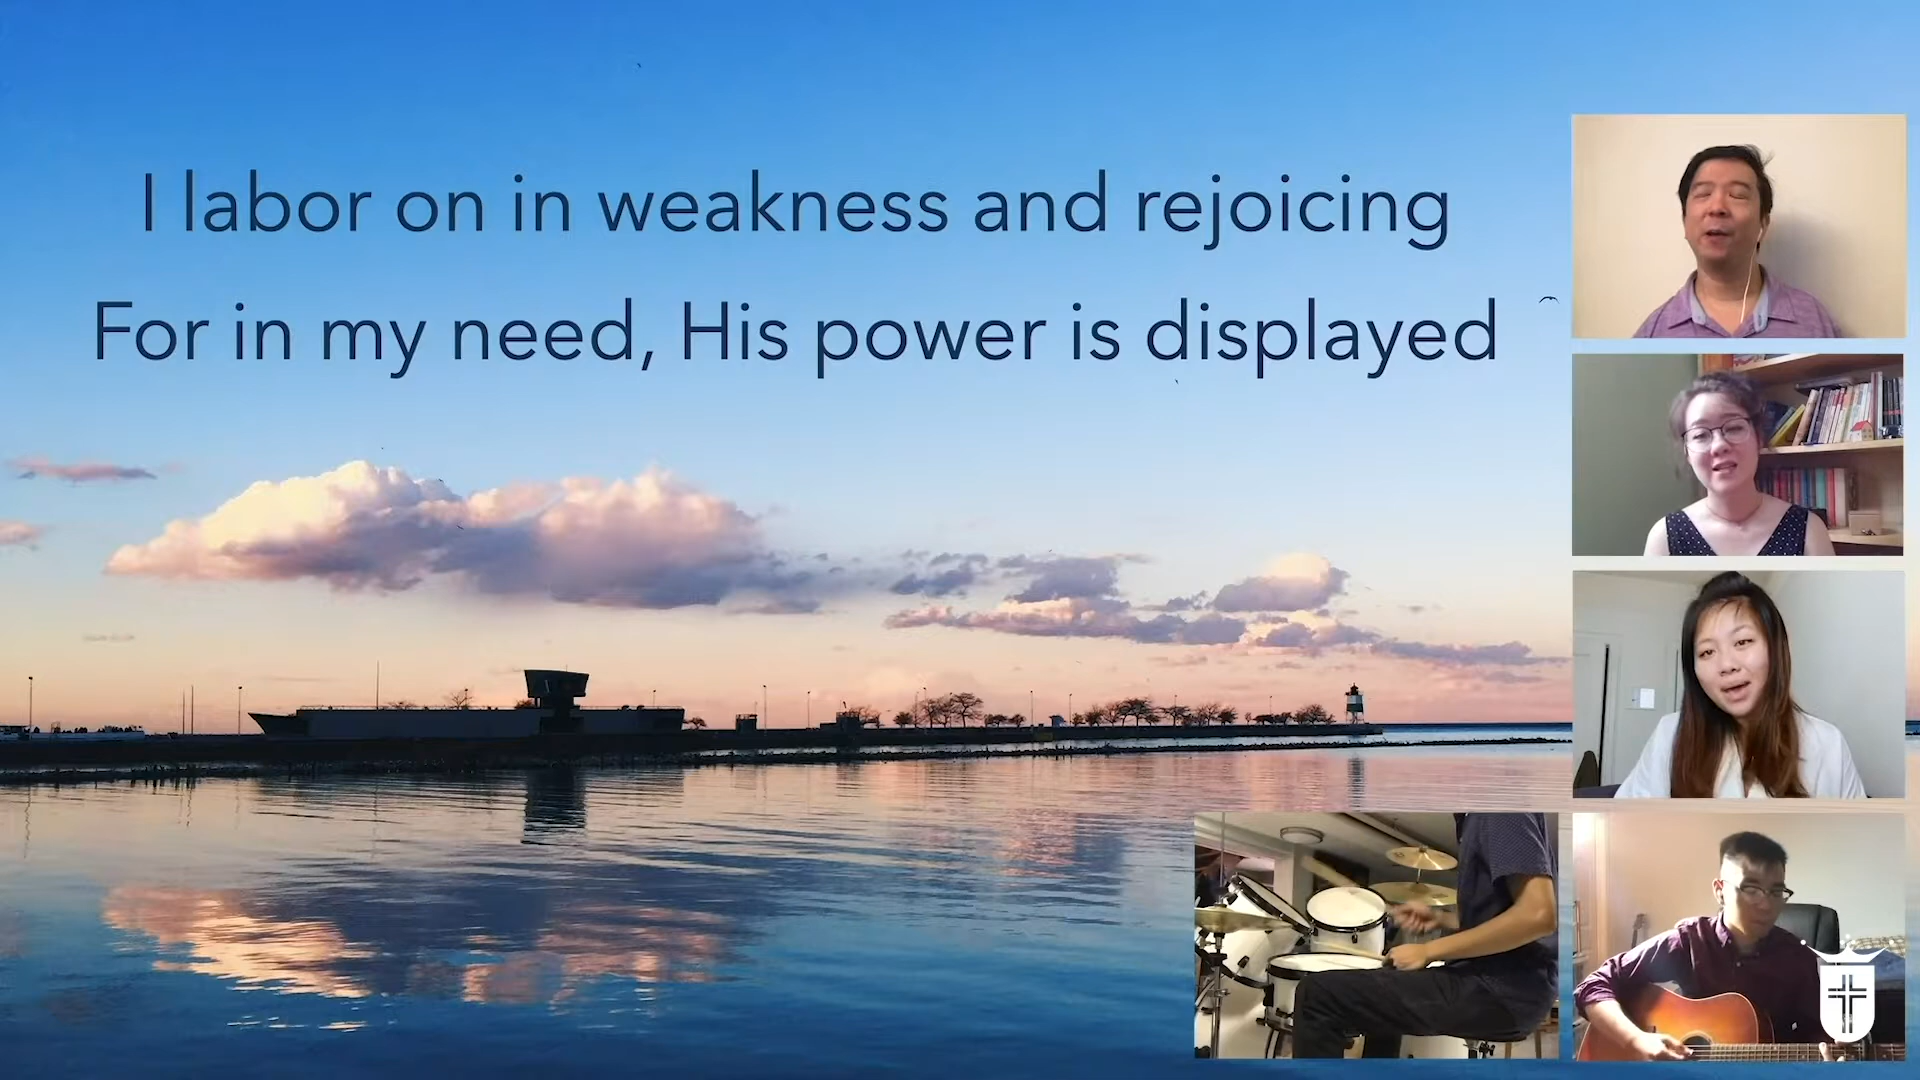 I labor on in weakness and rejoicing
For in my need, His power is displayed